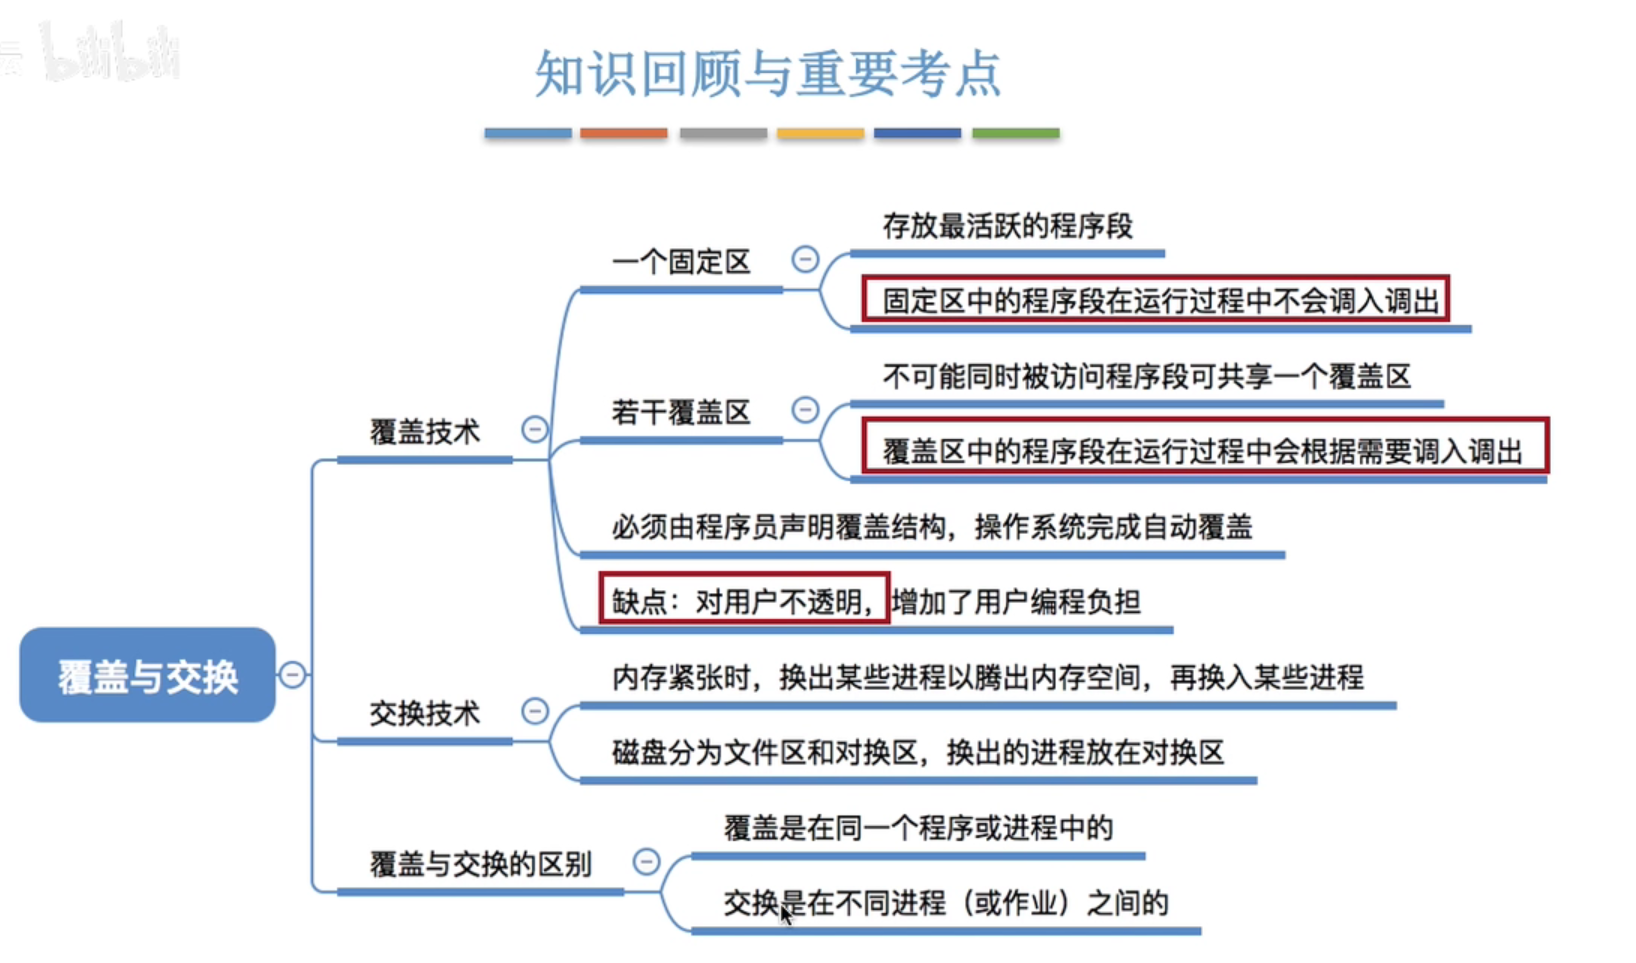 云 bilibili
知识回顾与重要考点
存放最活跃的程序段
一个固定区
固定区中的程序段在运行过程中不会调入调出
不可能同时被访问程序段可共享一个覆盖区
若干覆盖区
覆盖技术
覆盖区中的程序段在运行过程中会根据需要调入调出
必须由程序员声明覆盖结构，操作系统完成自动覆盖
缺点：对用户不透明，增加了用户编程负担
覆盖与交换
内存紧张时，换出某些进程以腾出内存空间，再换入某些进程
交换技术
磁盘分为文件区和对换区，换出的进程放在对换区
覆盖是在同一个程序或进程中的
覆盖与交换的区别
交换是在不同进程（或作业）之间的